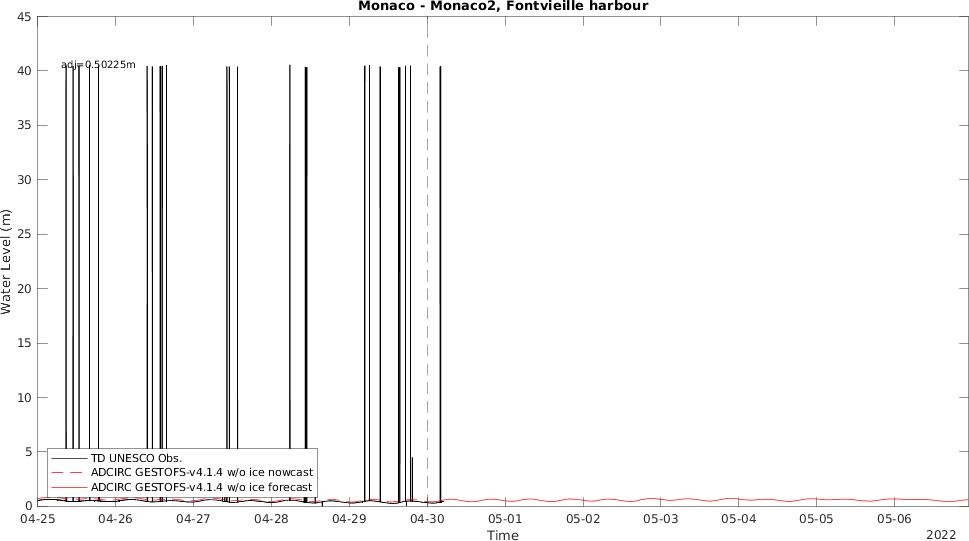 Monaco - Monaco2, Fontvieille harbour
45
40
35
30
25
20
15
10
5
0
Water Level (m)
adj=0.50225m
TD UNESCO Obs.
ADCIRC GESTOFS-v4.1.4 w/o ice nowcast
ADCIRC GESTOFS-v4.1.4 w/o ice forecast
04-25 04-26 04-27 04-28 04-29 04-30 05-01 05-02 05-03 05-04 05-05 05-06
Time
2022